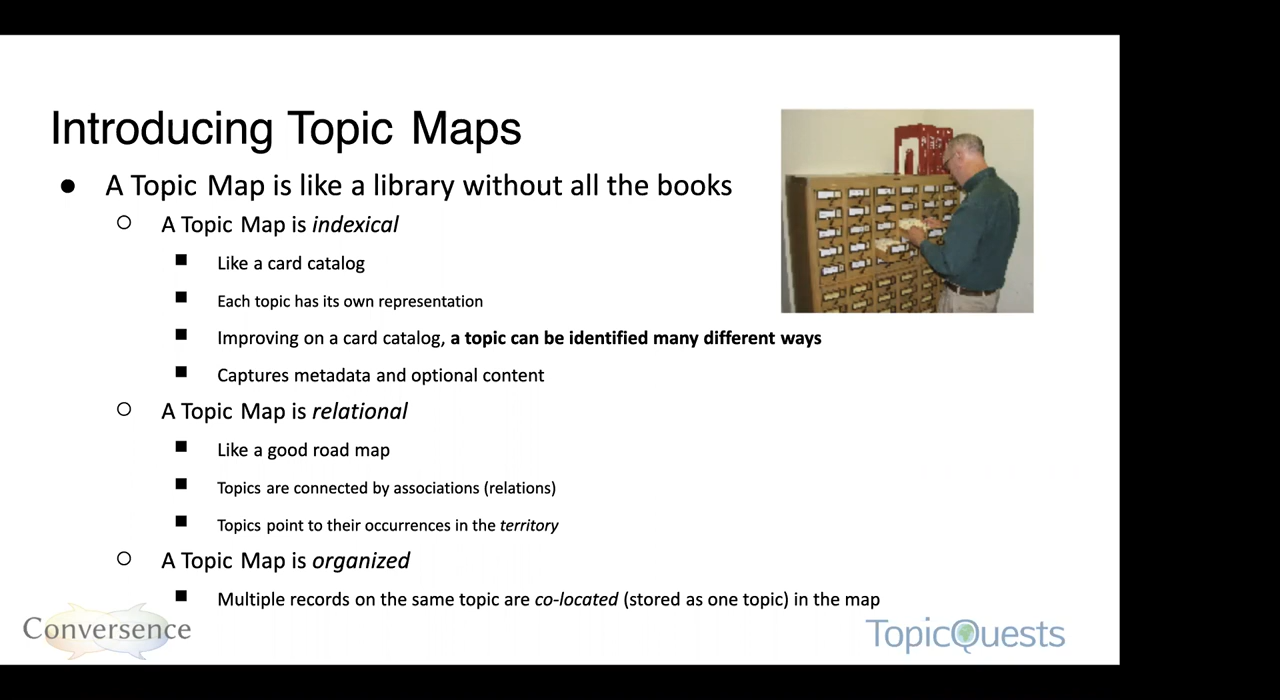 Introducing Topic Maps
● A Topic Map is like a library without all the books
○ A Topic Map is indexical
■ Like a card catalog
■ Each topic has its own representation
■ Improving on a card catalog, a topic can be identified many different ways
■ Captures metadata and optional content
○ A Topic Map is relational
■ Like a good road map
■ Topics are connected by associations (relations)
■ Topics point to their occurrences in the territory
○ A Topic Map is organized
■ Multiple records on the same topic are co-located (stored as one topic) in the map
Conversence
TopicQuests